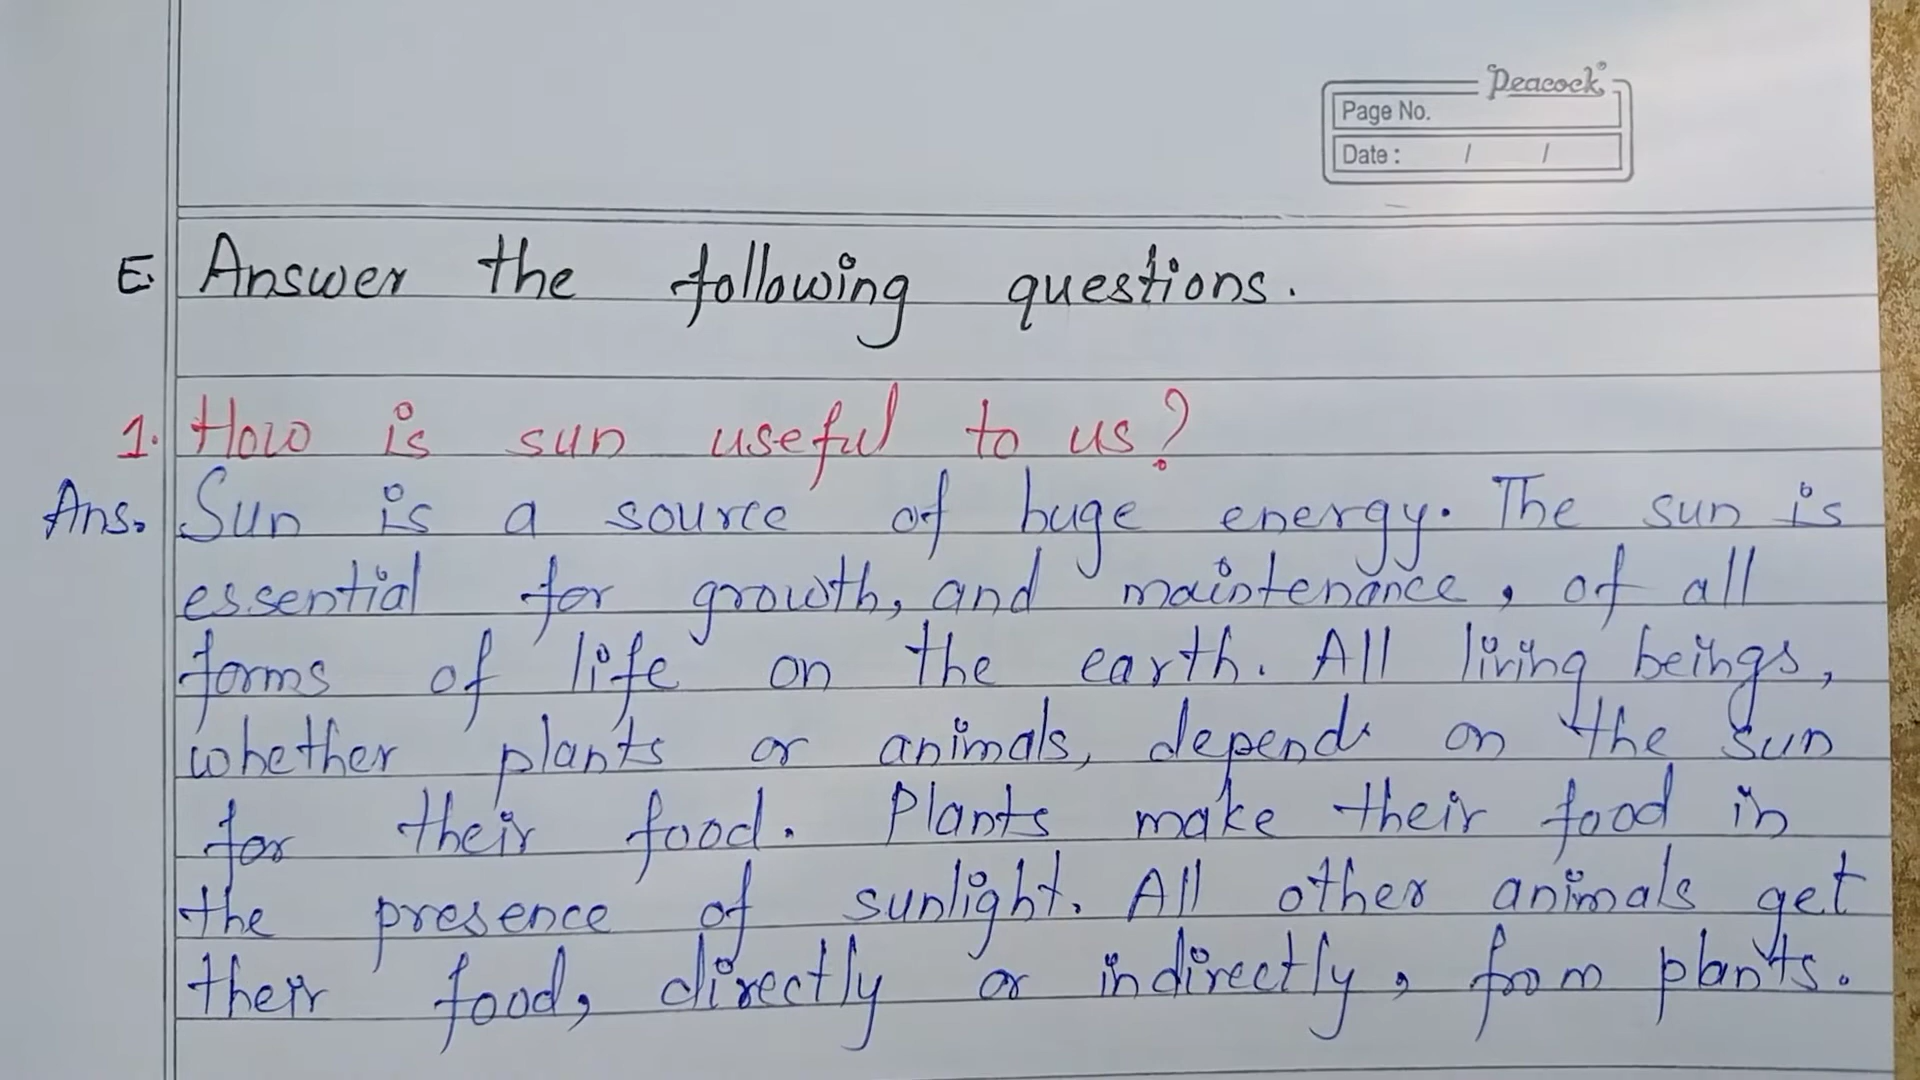 Peacock
Page No.
Date : / /
E. Answer the following questions.
1. How is sun useful to us?
Ans. Sun is a source of huge energy. The sun is
essential for growth, and maintenance, of all
forms of life on the earth. All living beings,
whether plants or animals, depend on the sun
for their food. Plants make their food in
the presence of sunlight. All other animals get
their food, directly or indirectly, from plants.